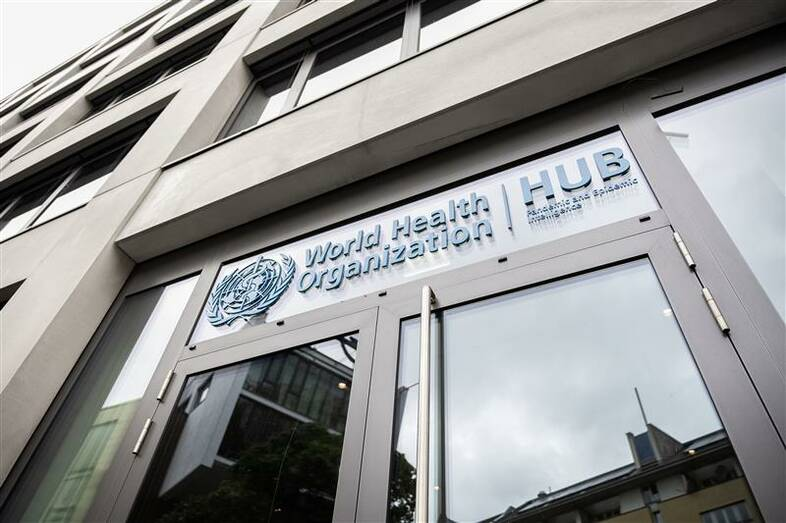 World Health
Organization
HUB
Pandemic and Epidemic
Intelligence